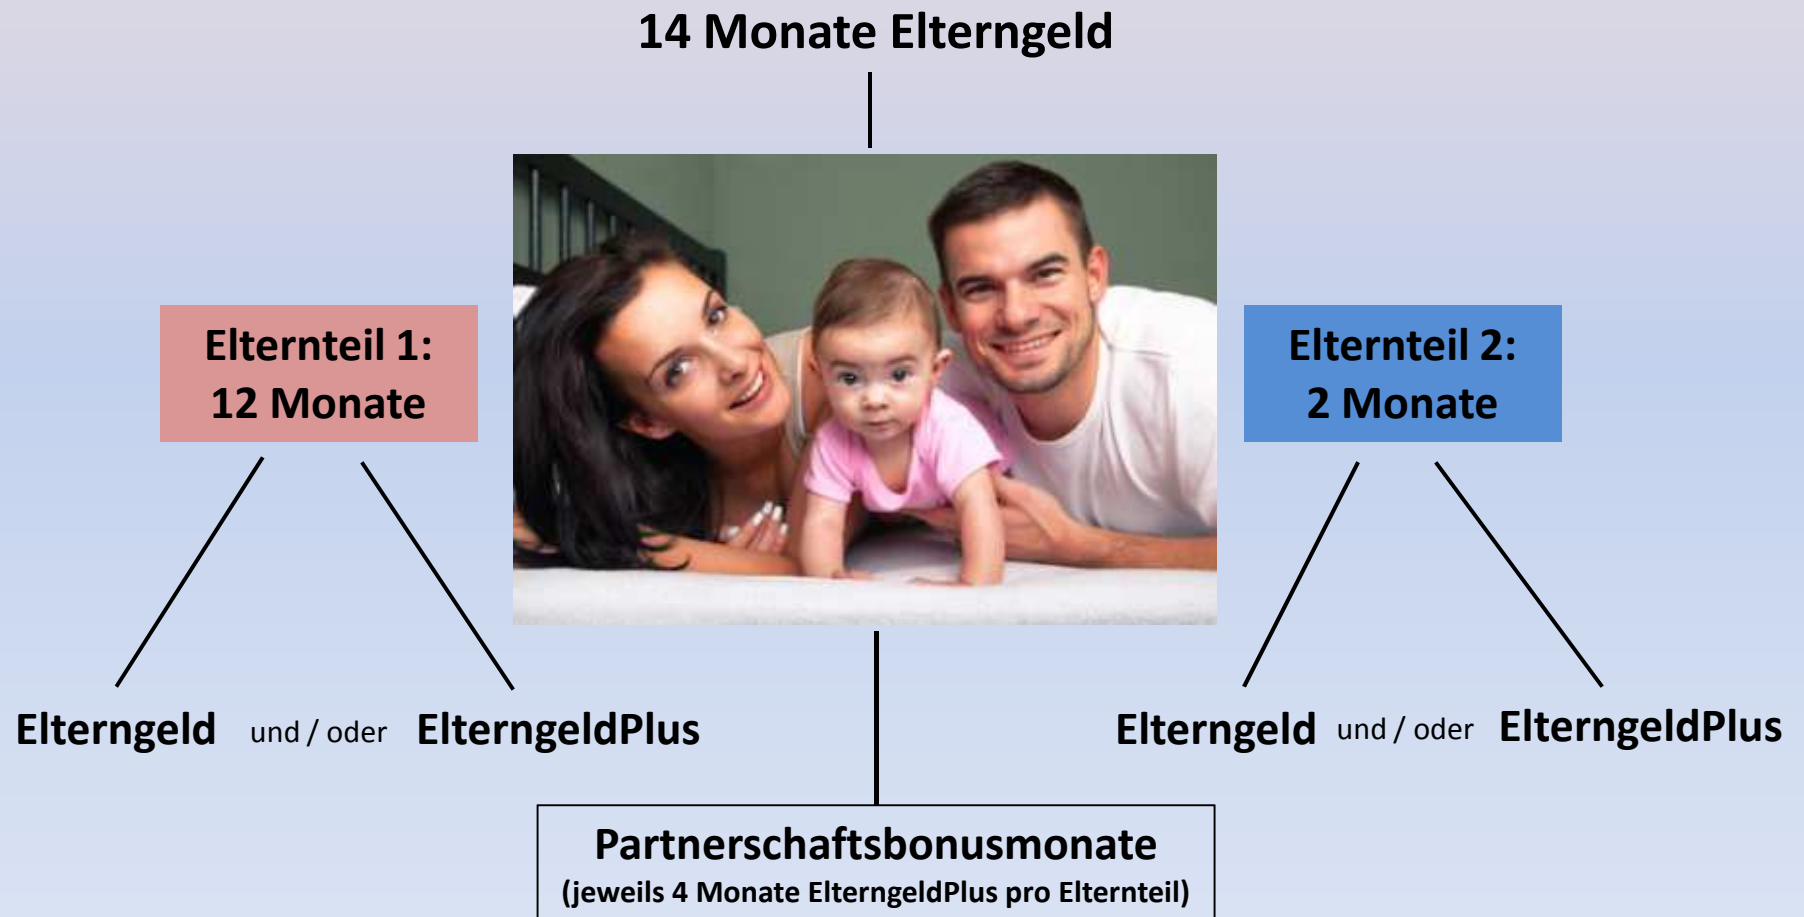 14 Monate Elterngeld
Elternteil 1:
12 Monate
Elternteil 2:
2 Monate
Elterngeld und / oder ElterngeldPlus
Elterngeld und / oder ElterngeldPlus
Partnerschaftsbonusmonate
(jeweils 4 Monate ElterngeldPlus pro Elternteil)